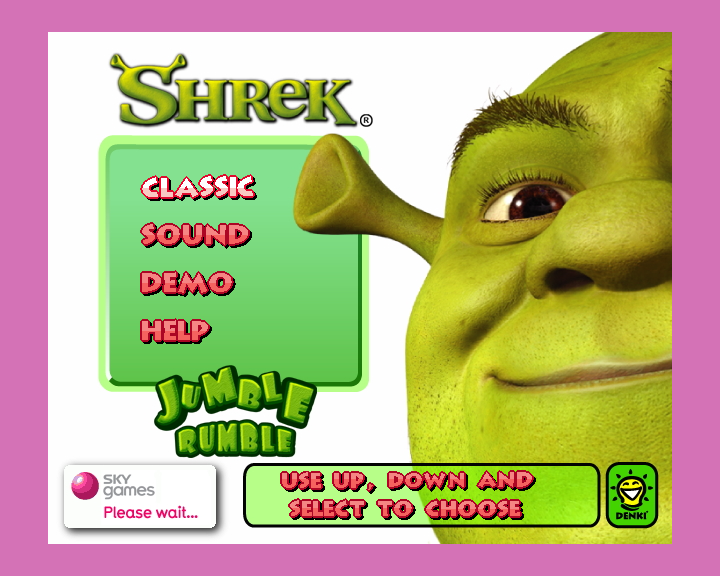 SHREK®
CLASSIC
SOUND
DEMO
HELP
JUMBLE
RUMBLE
SKY
games
Please wait...
USE UP, DOWN AND
SELECT TO CHOOSE
DENKI